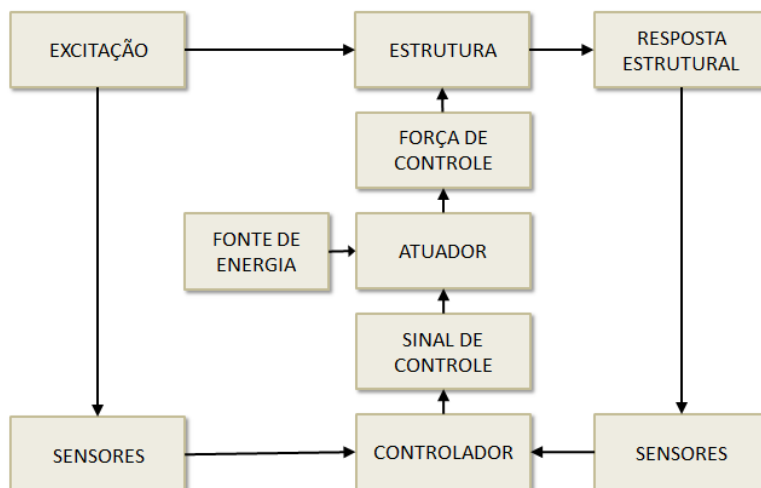 EXCITAÇÃO
ESTRUTURA
RESPOSTA
ESTRUTURAL
FORÇA DE
CONTROLE
FONTE DE
ENERGIA
ATUADOR
SINAL DE
CONTROLE
SENSORES
CONTROLADOR
SENSORES